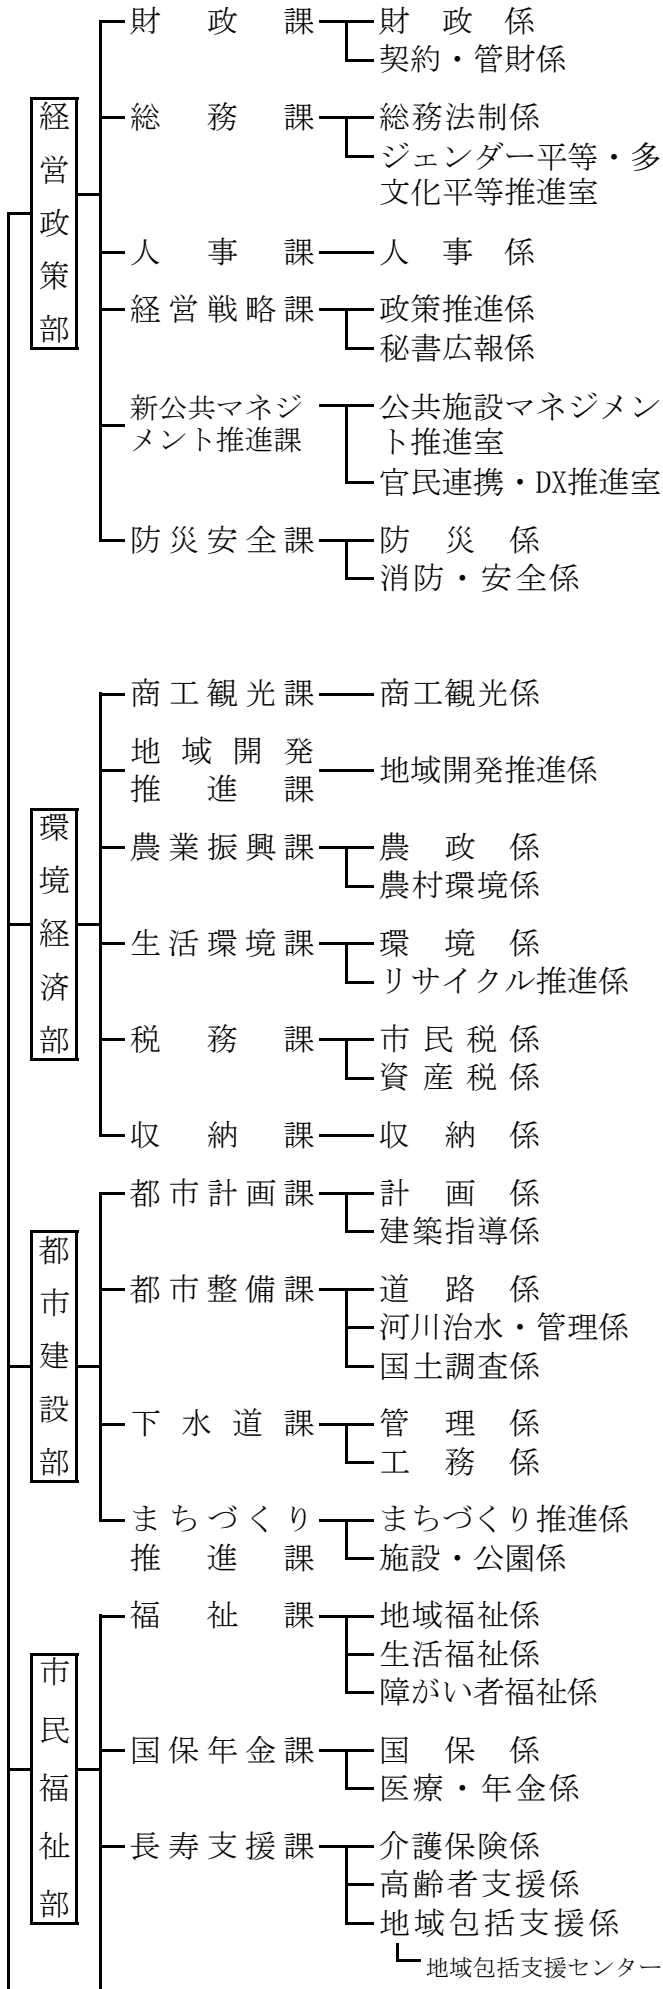 経営政策部
財政課
財政係
契約・管財係
総務課
総務法制係
ジェンダー平等・多
文化平等推進室
人事課
人事係
経営戦略課
政策推進係
秘書広報係
新公共マネジ
メント推進課
公共施設マネジメン
ト推進室
官民連携・DX推進室
防災安全課
防災係
消防・安全係
環境経済部
商工観光課
商工観光係
地域開発
推進課
地域開発推進係
農業振興課
農政係
農村環境係
生活環境課
環境係
リサイクル推進係
税務課
市民税係
資産税係
収納課
収納係
都市建設部
都市計画課
計画係
建築指導係
都市整備課
道路係
河川治水・管理係
国土調査係
下水道課
管理係
工務係
まちづくり
推進課
まちづくり推進係
施設・公園係
市民福祉部
福祉課
地域福祉係
生活福祉係
障がい者福祉係
国保年金課
国保係
医療・年金係
長寿支援課
介護保険係
高齢者支援係
地域包括支援係
地域包括支援センター